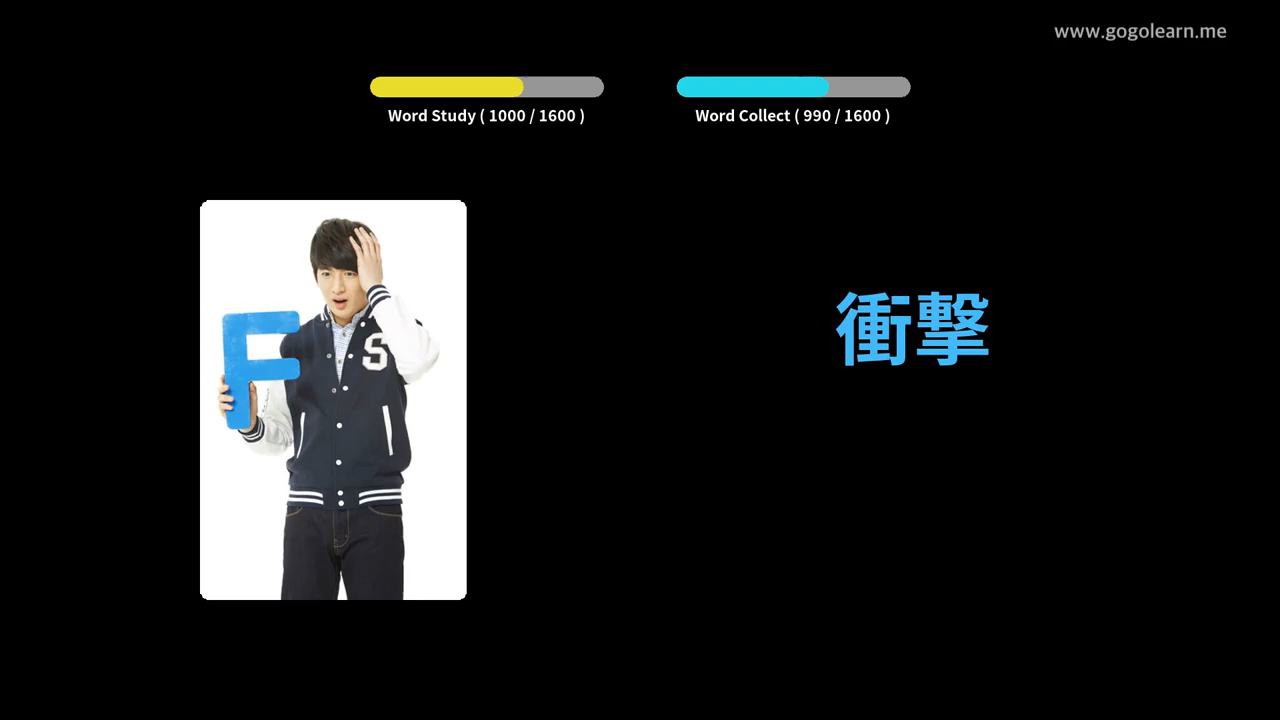 www.gogolearn.me
Word Study ( 1000 / 1600 )
Word Collect ( 990 / 1600 )
F
S
衝撃